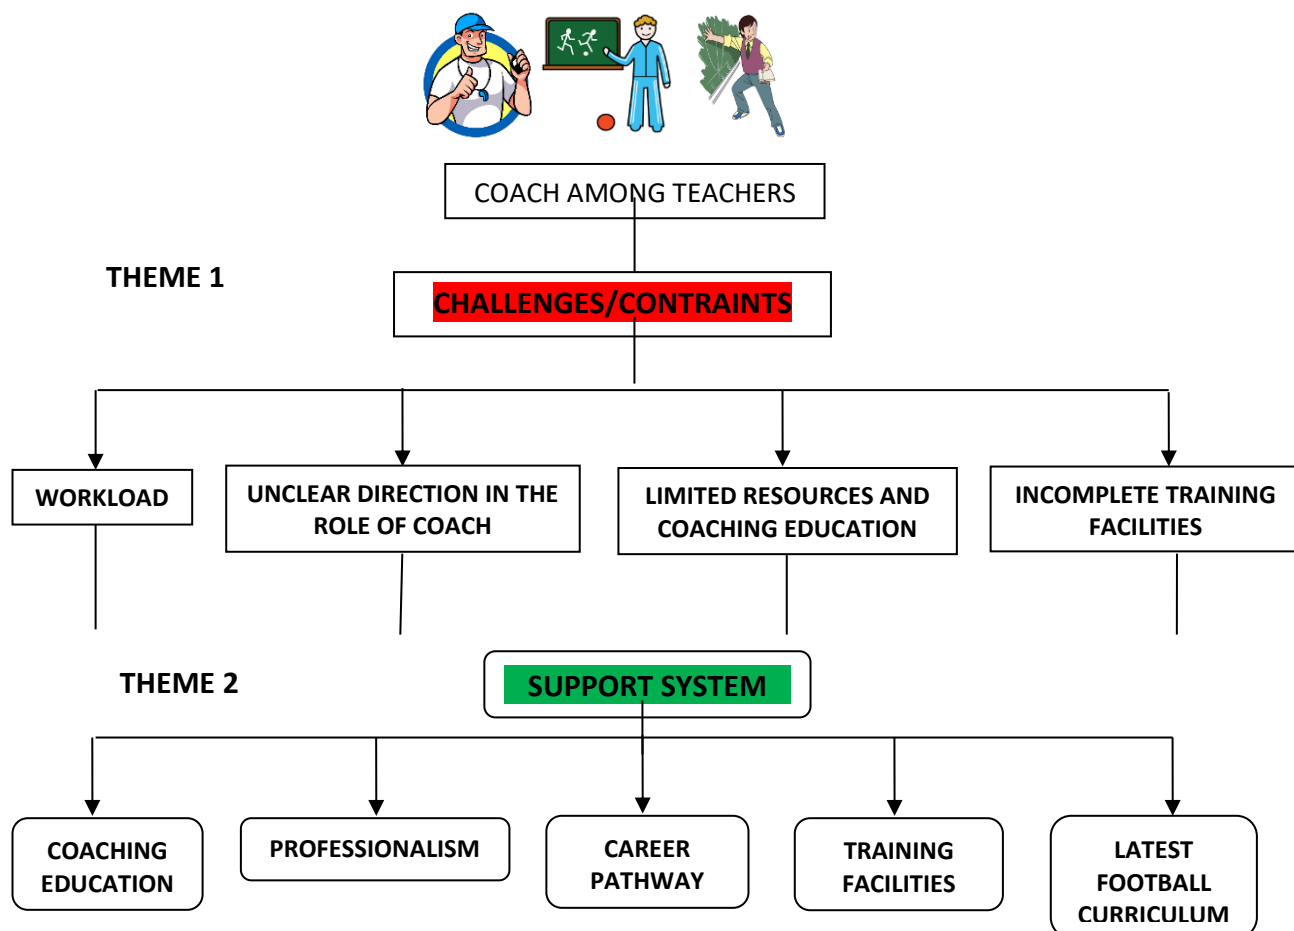 COACH AMONG TEACHERS
THEME 1
CHALLENGES/CONTRAINTS
WORKLOAD
UNCLEAR DIRECTION IN THE
ROLE OF COACH
LIMITED RESOURCES AND
COACHING EDUCATION
INCOMPLETE TRAINING
FACILITIES
THEME 2
SUPPORT SYSTEM
COACHING
EDUCATION
PROFESSIONALISM
CAREER
PATHWAY
TRAINING
FACILITIES
LATEST
FOOTBALL
CURRICULUM